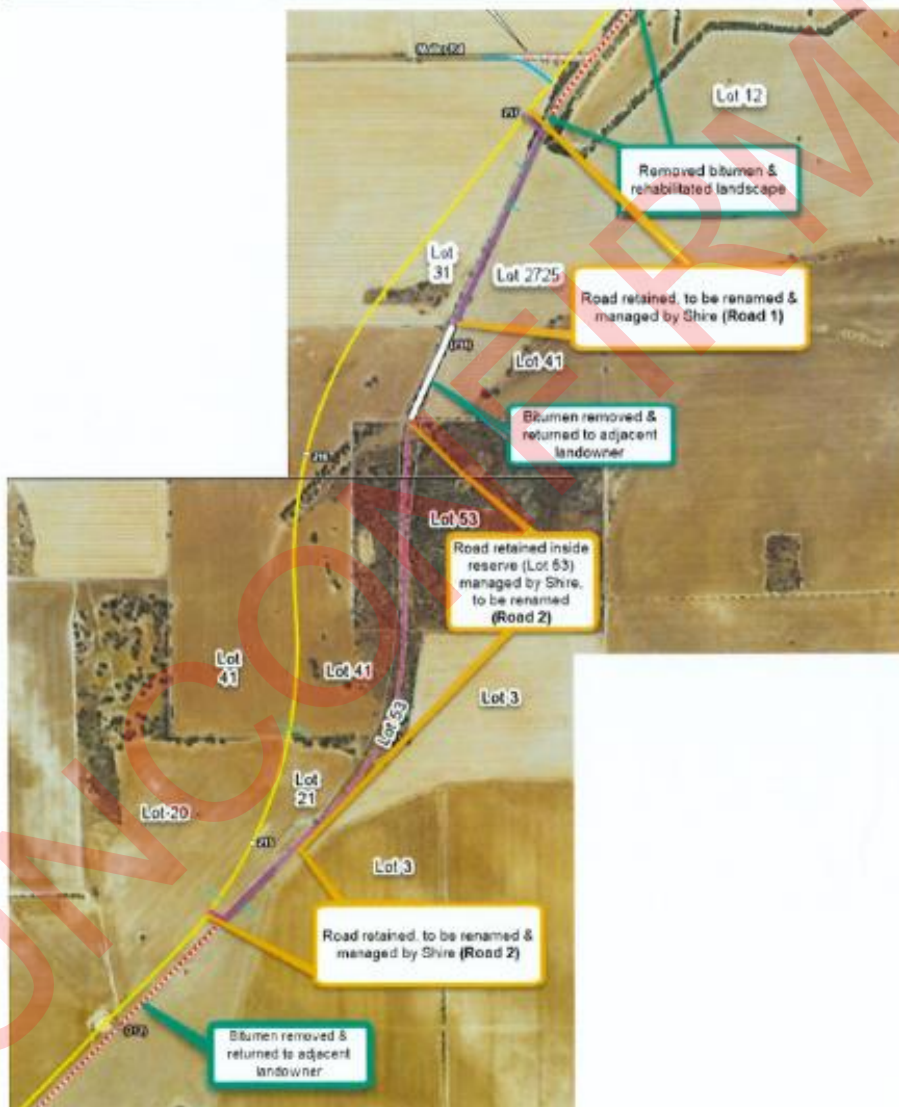 Lot 12
Removed bitumen &
rehabilitated landscape
Lot
31
Lot 2725
Road retained, to be renamed &
managed by Shire (Road 1)
Lot 41
Bitumen removed &
returned to adjacent
landowner
216
Lot 53
Road retained inside
reserve (Lot 53)
managed by Shire,
to be renamed
(Road 2)
Lot
41
Lot 41
Lot 3
Lot 53
Lot
21
Lot 20
215
Lot 3
Road retained, to be renamed &
managed by Shire (Road 2)
Bitumen removed &
returned to adjacent
landowner
UNCONFIRM